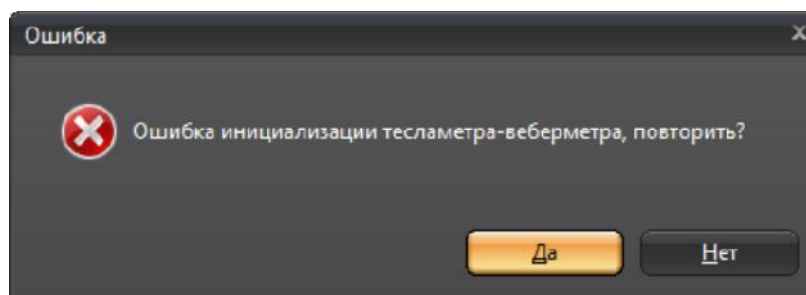 Ошибка
Ошибка инициализации тесламетра-веберметра, повторить?
Да
Нет